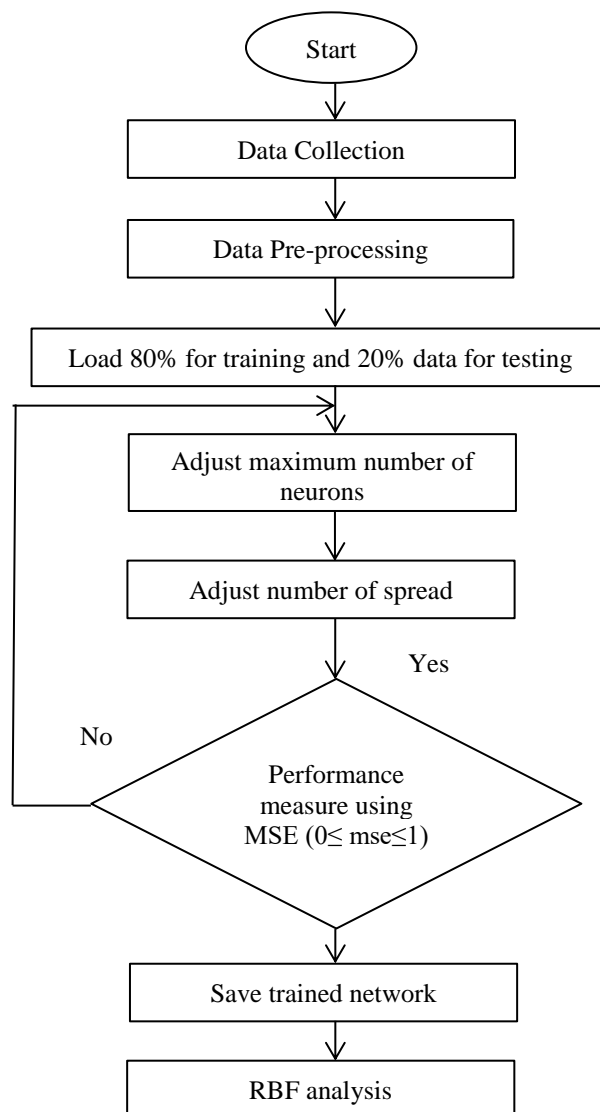 Start
Data Collection
Data Pre-processing
Load 80% for training and 20% data for testing
Adjust maximum number of
neurons
Adjust number of spread
Yes
No
Performance
measure using
MSE (0≤ mse≤1)
Save trained network
RBF analysis